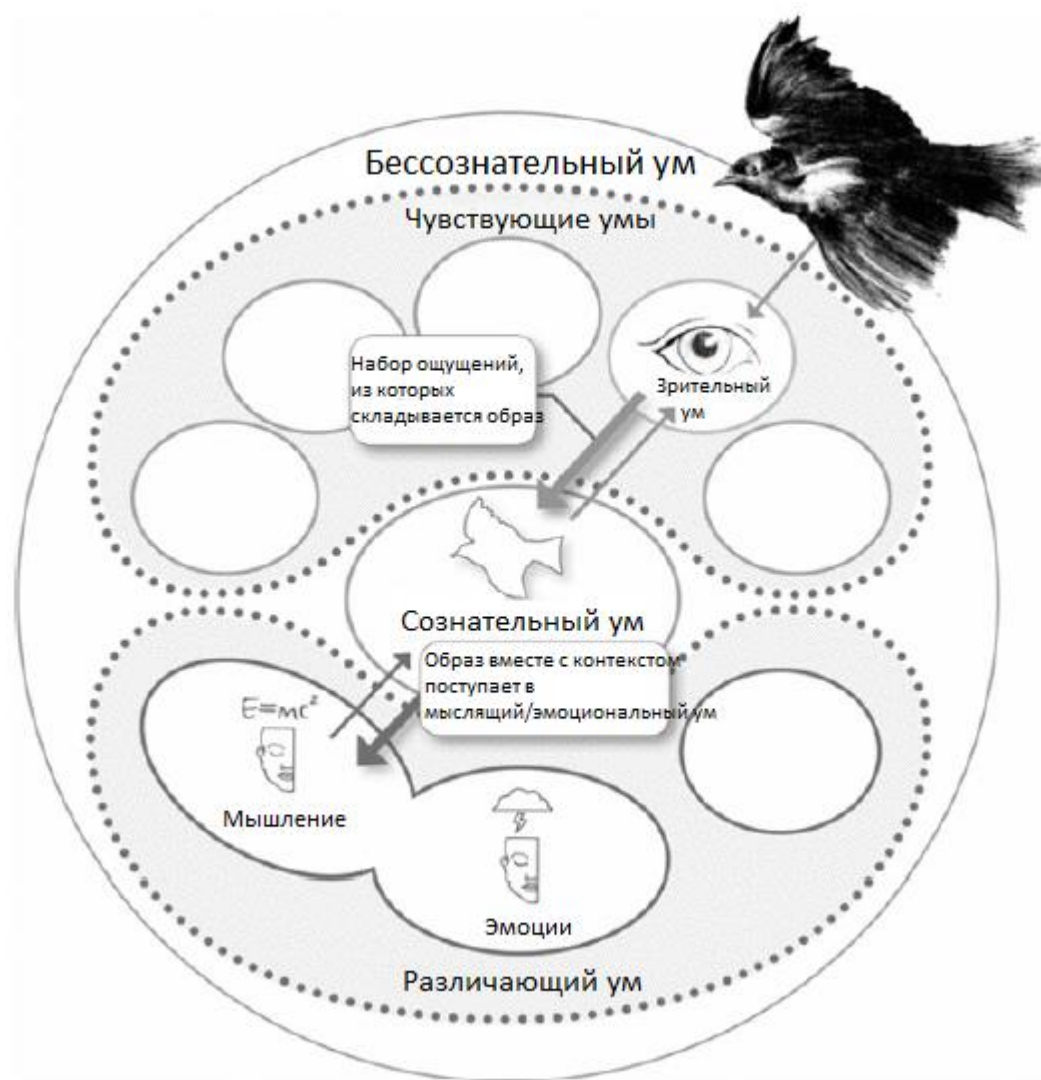 Бессознательный ум
Чувствующие умы
Набор ощущений,
из которых
складывается образ
Зрительный
ум
Сознательный ум
Образ вместе с контекстом
поступает в
мыслящий/эмоциональный ум
E=mc²
Мышление
Эмоции
Различающий ум